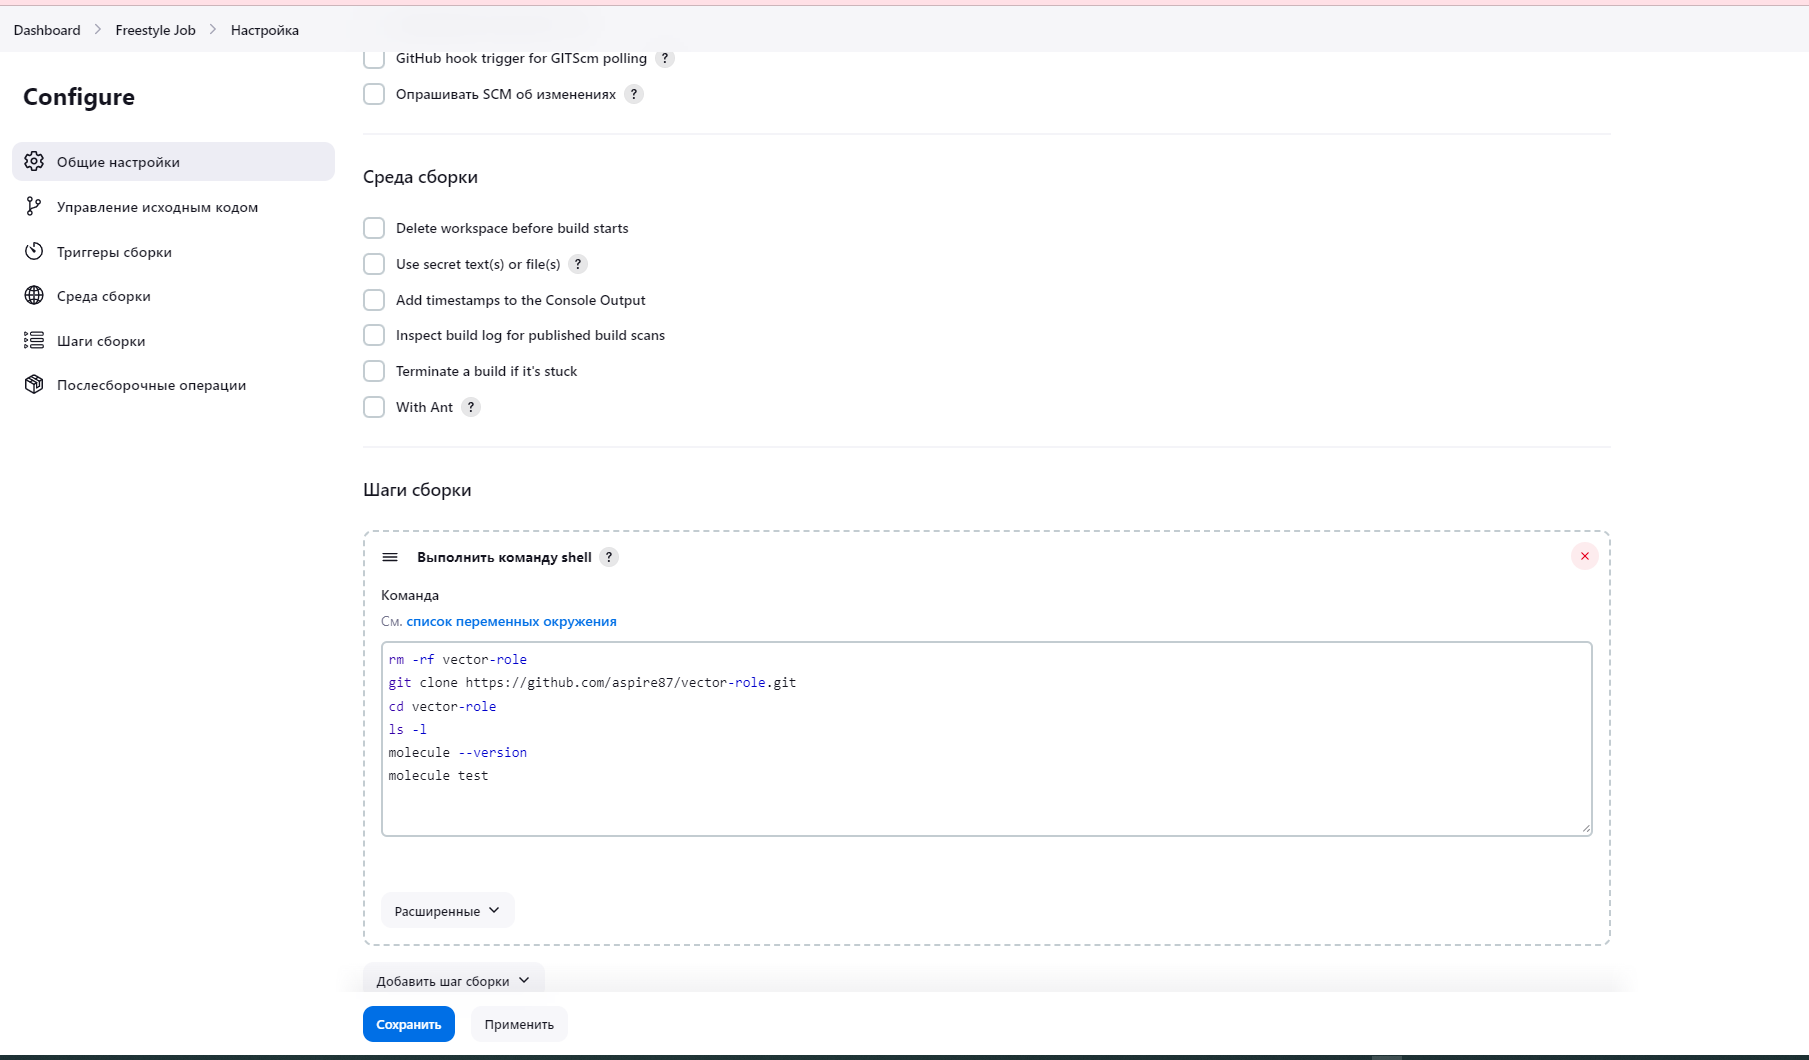 Dashboard > Freestyle Job > Настройка
Configure
Общие настройки
Управление исходным кодом
Триггеры сборки
Среда сборки
Шаги сборки
Послесборочные операции
GitHub hook trigger for GITScm polling ?
Опрашивать SCM об изменениях ?
Среда сборки
Delete workspace before build starts
Use secret text(s) or file(s) ?
Add timestamps to the Console Output
Inspect build log for published build scans
Terminate a build if it's stuck
With Ant ?
Шаги сборки
Выполнить команду shell ?
Команда
См. список переменных окружения
rm -rf vector-role
git clone https://github.com/aspire87/vector-role.git
cd vector-role
ls -l
molecule --version
molecule test
Расширенные
Добавить шаг сборки
Сохранить
Применить